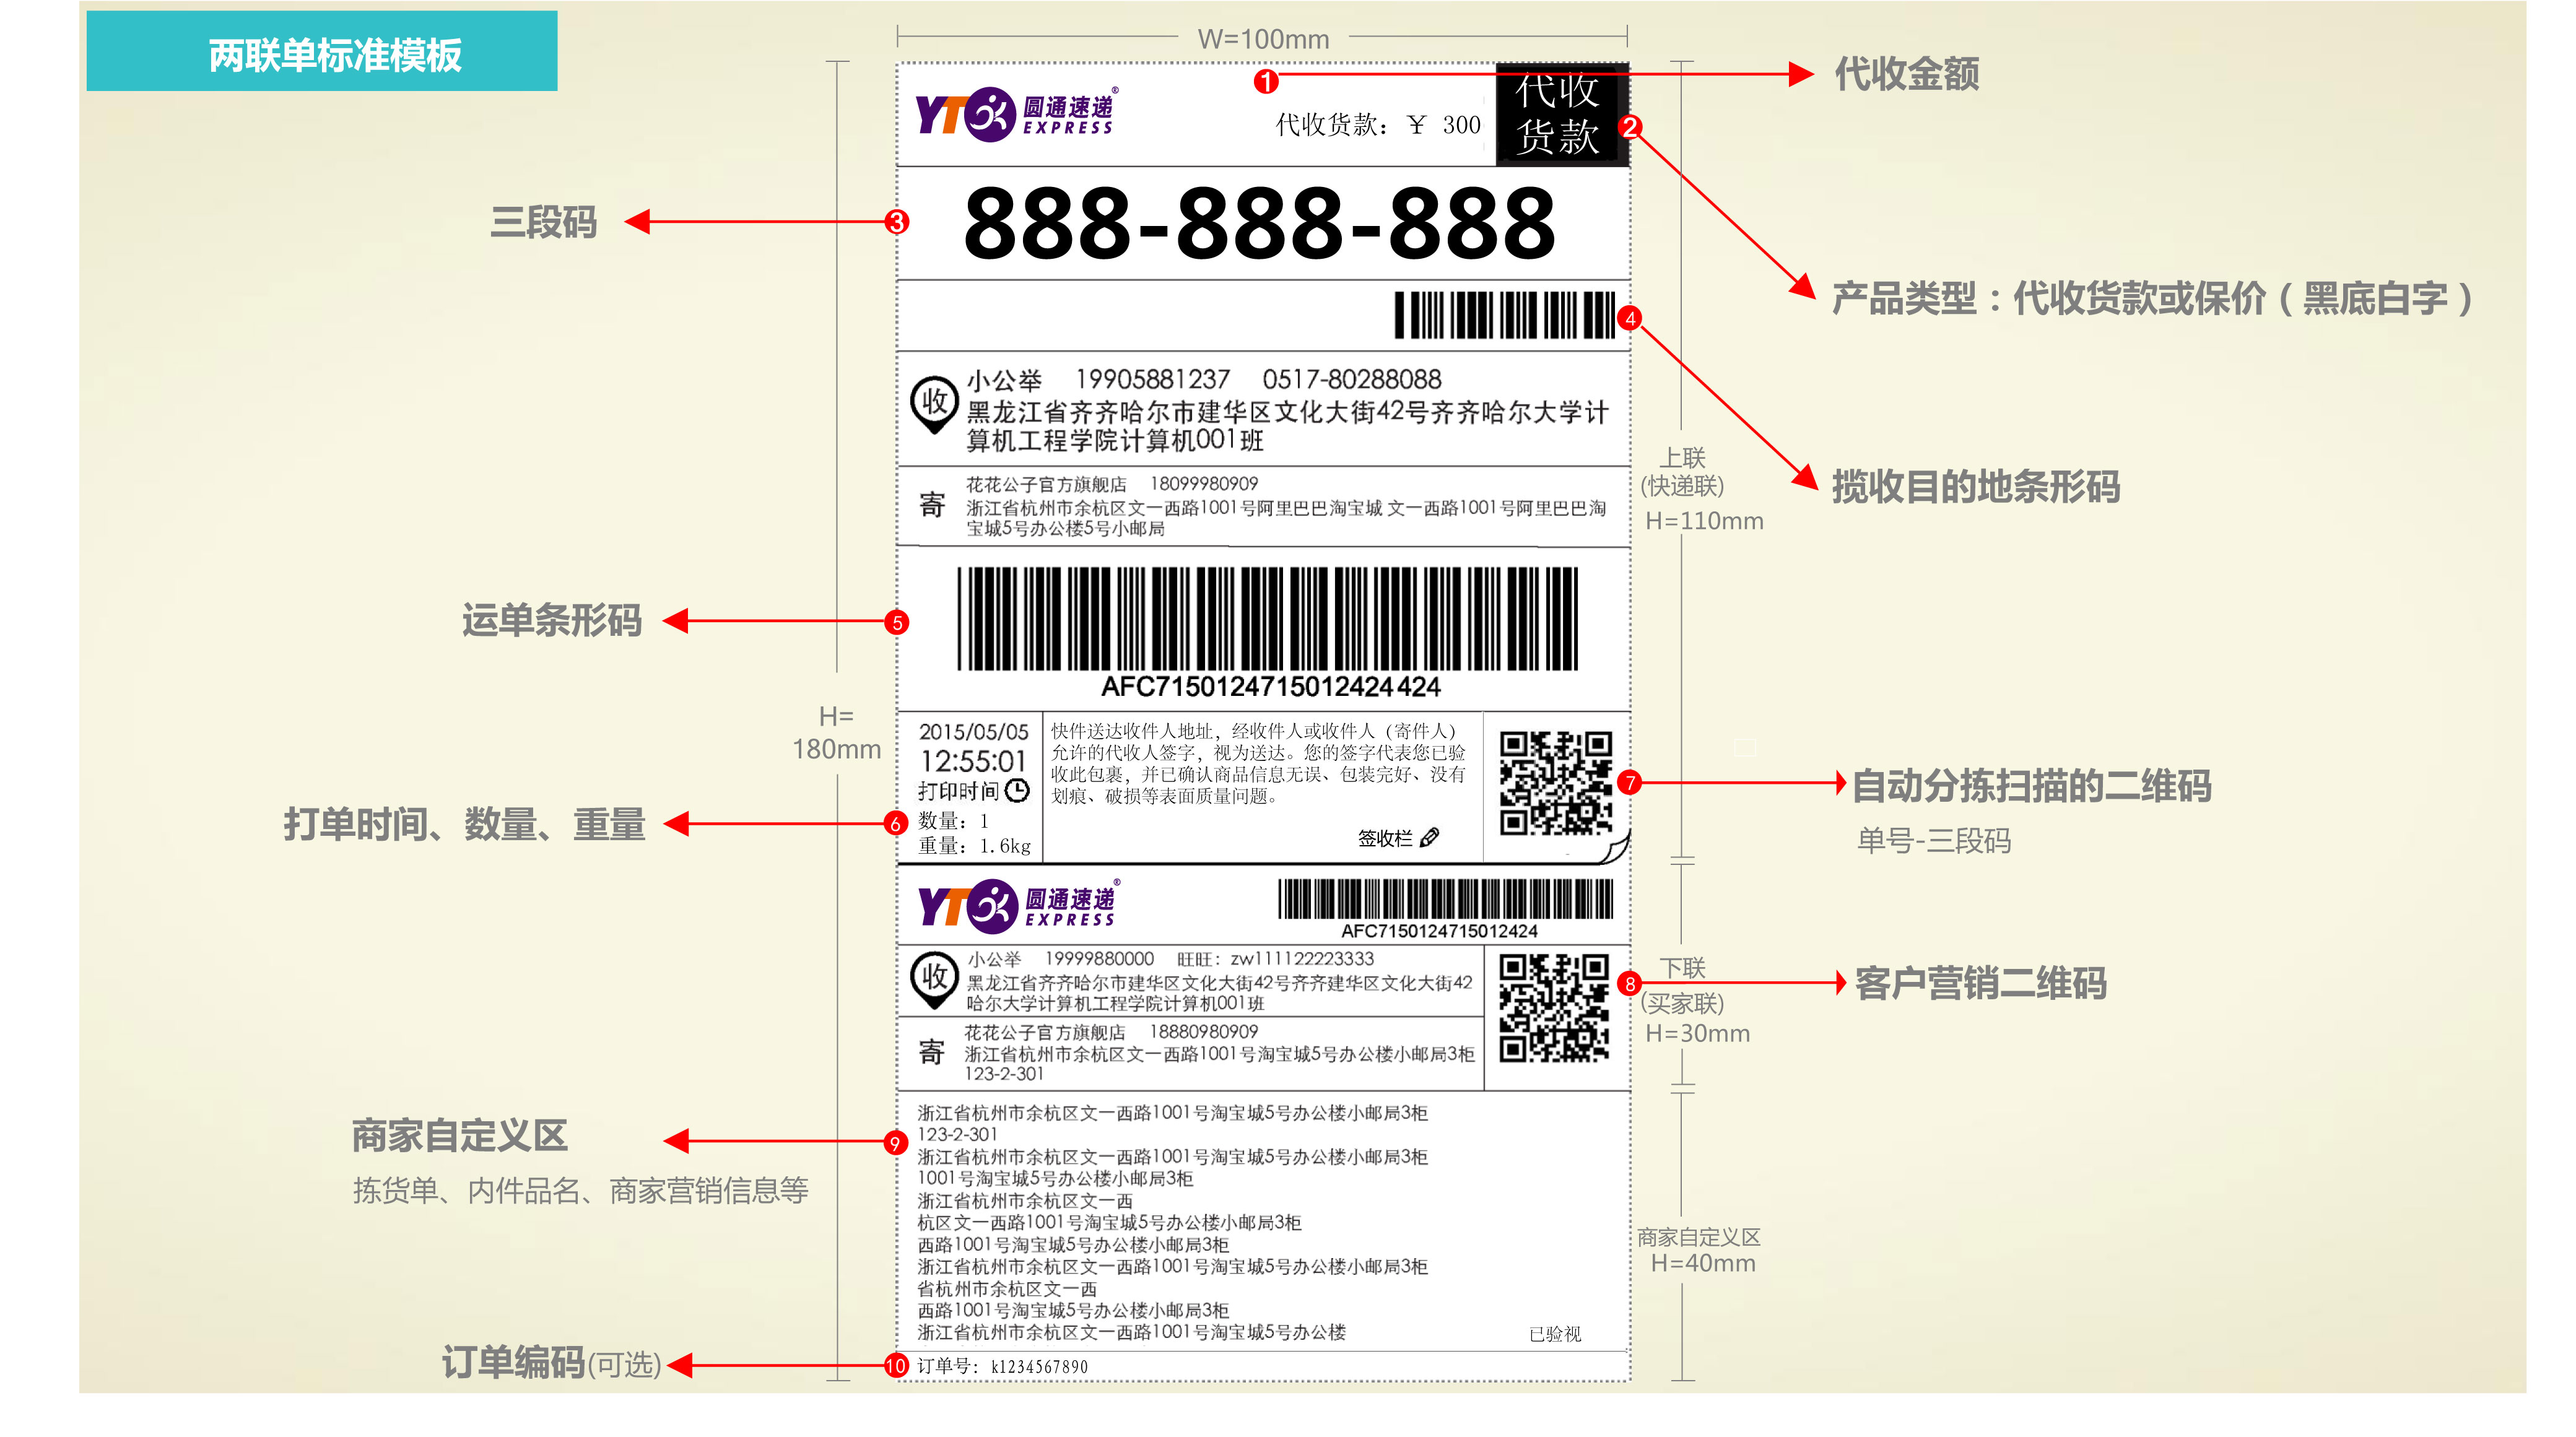 两联单标准模板
W=100mm
YTO 圆通速递®
EXPRESS
1
代收货款：￥ 300
代收
货款
2
代收金额
产品类型：代收货款或保价（黑底白字）
三段码
3
888-888-888
4
揽收目的地条形码
收
小公举 19905881237 0517-80288088
黑龙江省齐齐哈尔市建华区文化大街42号齐齐哈尔大学计
算机工程学院计算机001班
上联
(快递联)
H=110mm
寄
花花公子官方旗舰店 18099980909
浙江省杭州市余杭区文一西路1001号阿里巴巴淘宝城 文一西路1001号阿里巴巴淘
宝城5号办公楼5号小邮局
运单条形码
5
AFC7150124715012424424
H=
180mm
2015/05/05
12:55:01
打印时间
数量：1
重量：1.6kg
打单时间、数量、重量
6
快件送达收件人地址，经收件人或收件人（寄件人）
允许的代收人签字，视为送达。您的签字代表您已验
收此包裹，并已确认商品信息无误、包装完好、没有
划痕、破损等表面质量问题。
签收栏
7
自动分拣扫描的二维码
单号-三段码
YTO 圆通速递®
EXPRESS
AFC7150124715012424
收
小公举 19999880000 旺旺：zw111122223333
黑龙江省齐齐哈尔市建华区文化大街42号齐齐建华区文化大街42
哈尔大学计算机工程学院计算机001班
8
客户营销二维码
下联
(买家联)
H=30mm
寄
花花公子官方旗舰店 18880980909
浙江省杭州市余杭区文一西路1001号淘宝城5号办公楼小邮局3柜
123-2-301
商家自定义区
拣货单、内件品名、商家营销信息等
9
浙江省杭州市余杭区文一西路1001号淘宝城5号办公楼小邮局3柜
123-2-301
浙江省杭州市余杭区文一西路1001号淘宝城5号办公楼小邮局3柜
1001号淘宝城5号办公楼小邮局3柜
浙江省杭州市余杭区文一西
杭区文一西路1001号淘宝城5号办公楼小邮局3柜
西路1001号淘宝城5号办公楼小邮局3柜
浙江省杭州市余杭区文一西路1001号淘宝城5号办公楼小邮局3柜
省杭州市余杭区文一西
西路1001号淘宝城5号办公楼小邮局3柜
浙江省杭州市余杭区文一西路1001号淘宝城5号办公楼
已验视
商家自定义区
H=40mm
订单编码(可选)
10
订单号：k1234567890